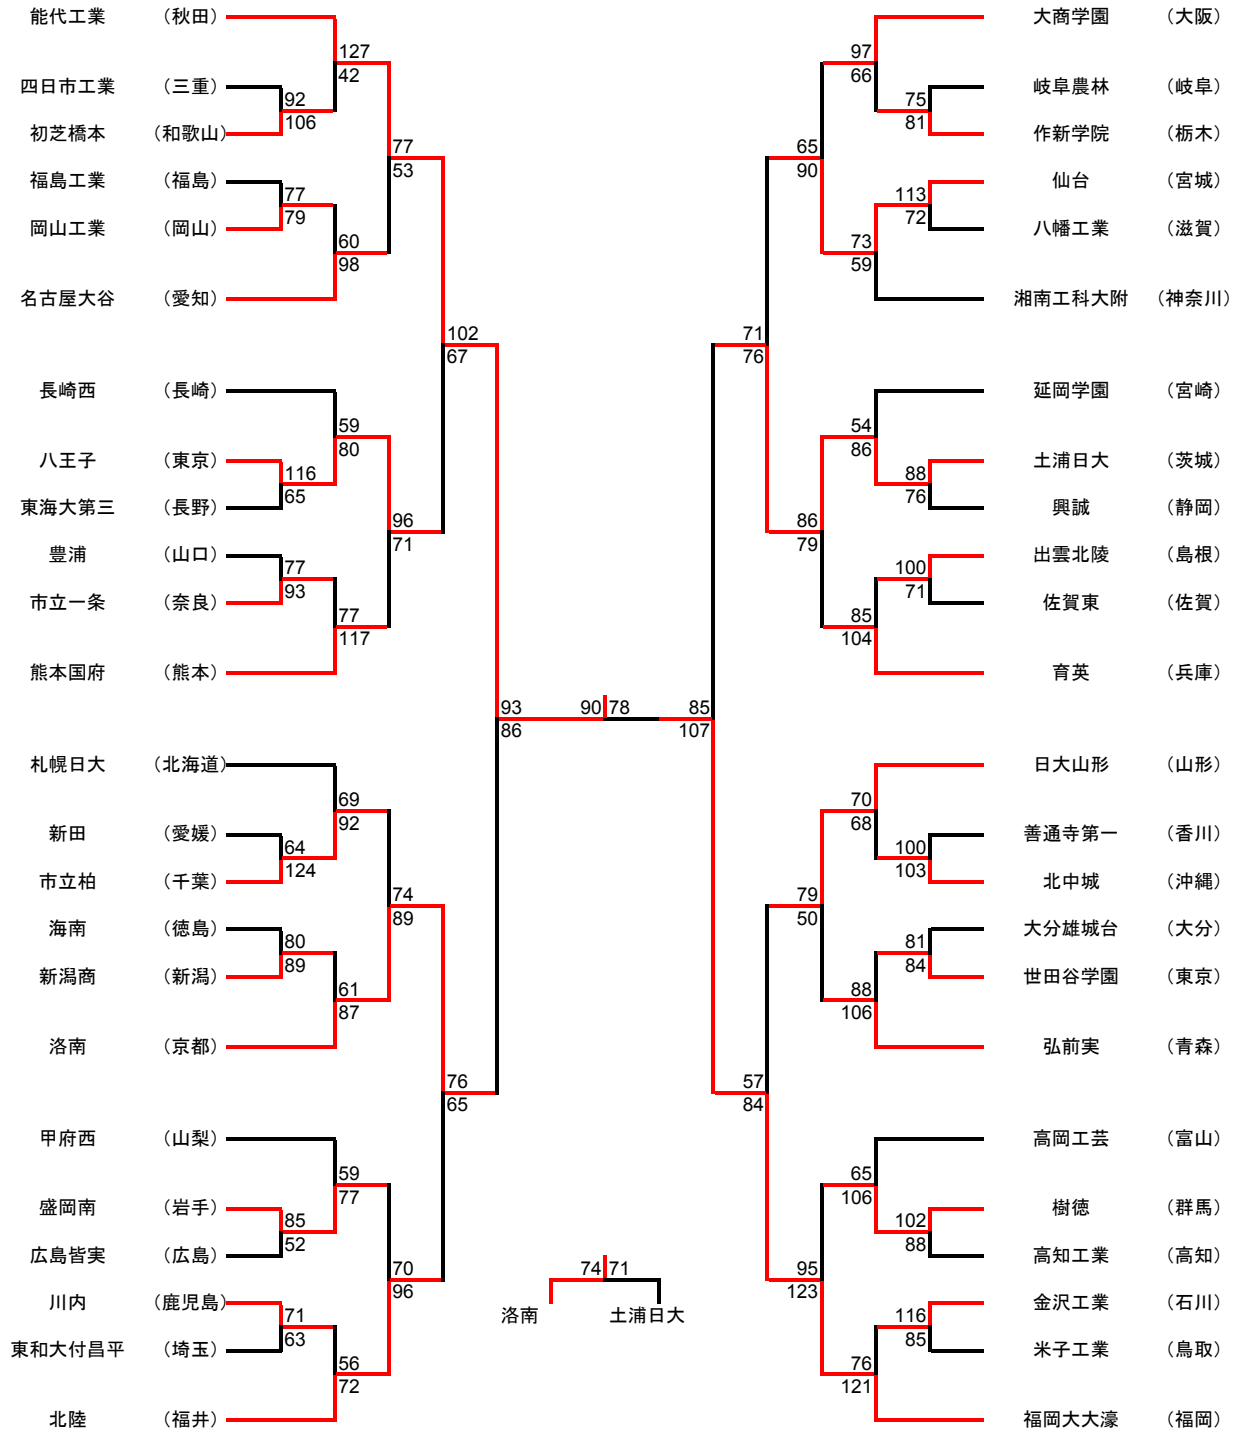 能代工業 （秋田）
127
42
四日市工業 （三重）
92
106
初芝橋本 （和歌山）
77
53
福島工業 （福島）
77
79
岡山工業 （岡山）
60
98
名古屋大谷 （愛知）
102
67
長崎西 （長崎）
59
80
八王子 （東京）
116
65
東海大第三 （長野）
96
71
豊浦 （山口）
77
93
市立一条 （奈良）
77
117
熊本国府 （熊本）
93
86
札幌日大 （北海道）
69
92
新田 （愛媛）
64
124
市立柏 （千葉）
74
89
海南 （徳島）
80
89
新潟商 （新潟）
61
87
洛南 （京都）
76
65
甲府西 （山梨）
59
77
盛岡南 （岩手）
85
52
広島皆実 （広島）
70
96
川内 （鹿児島）
71
63
東和大付昌平 （埼玉）
56
72
北陸 （福井）
90 78
74 71
洛南 土浦日大
大商学園 （大阪）
97
66
岐阜農林 （岐阜）
75
81
作新学院 （栃木）
65
90
仙台 （宮城）
113
72
八幡工業 （滋賀）
73
59
湘南工科大附 （神奈川）
71
76
延岡学園 （宮崎）
54
86
土浦日大 （茨城）
88
76
興誠 （静岡）
86
79
出雲北陵 （島根）
100
71
佐賀東 （佐賀）
85
104
育英 （兵庫）
85
107
日大山形 （山形）
70
68
善通寺第一 （香川）
100
103
北中城 （沖縄）
79
50
大分雄城台 （大分）
81
84
世田谷学園 （東京）
88
106
弘前実 （青森）
57
84
高岡工芸 （富山）
65
106
樹徳 （群馬）
102
88
高知工業 （高知）
95
123
金沢工業 （石川）
116
85
米子工業 （鳥取）
76
121
福岡大大濠 （福岡）